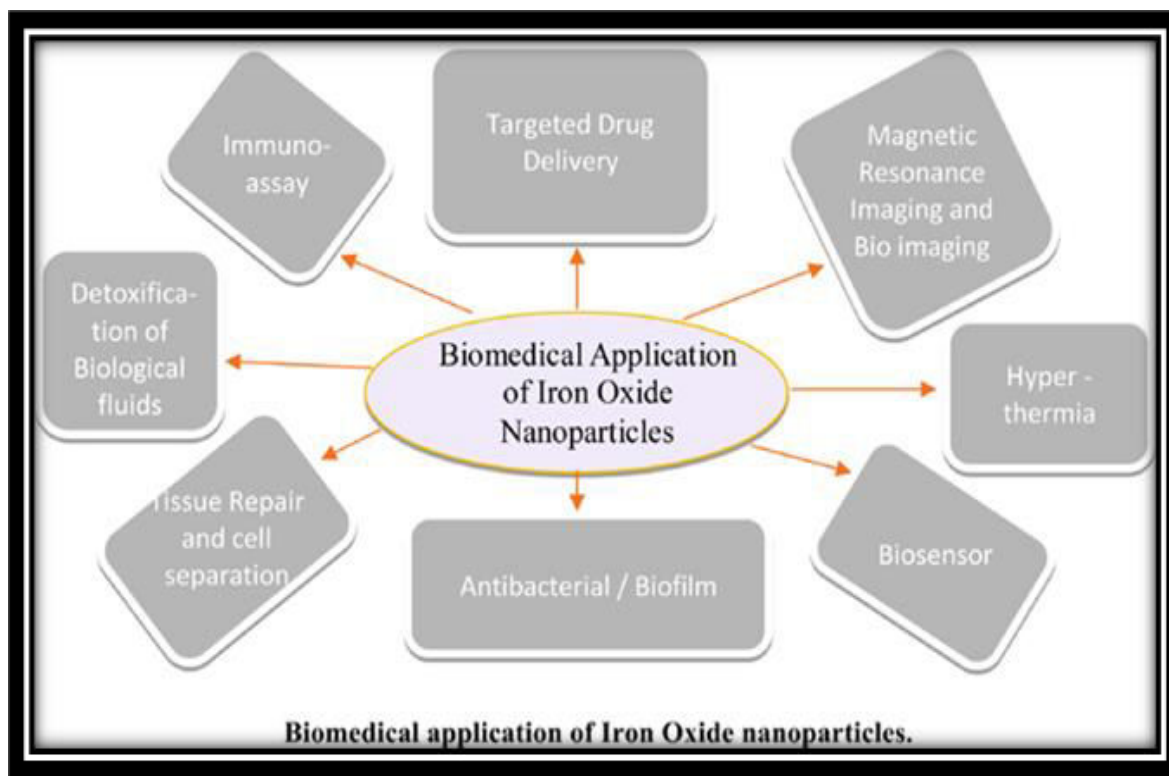 Immuno-
assay
Targeted Drug
Delivery
Magnetic
Resonance
Imaging and
Bio imaging
Detoxifica-
tion of
Biological
fluids
Biomedical Application
of Iron Oxide
Nanoparticles
Hyper -
thermia
Tissue Repair
and cell
separation
Antibacterial / Biofilm
Biosensor
Biomedical application of Iron Oxide nanoparticles.